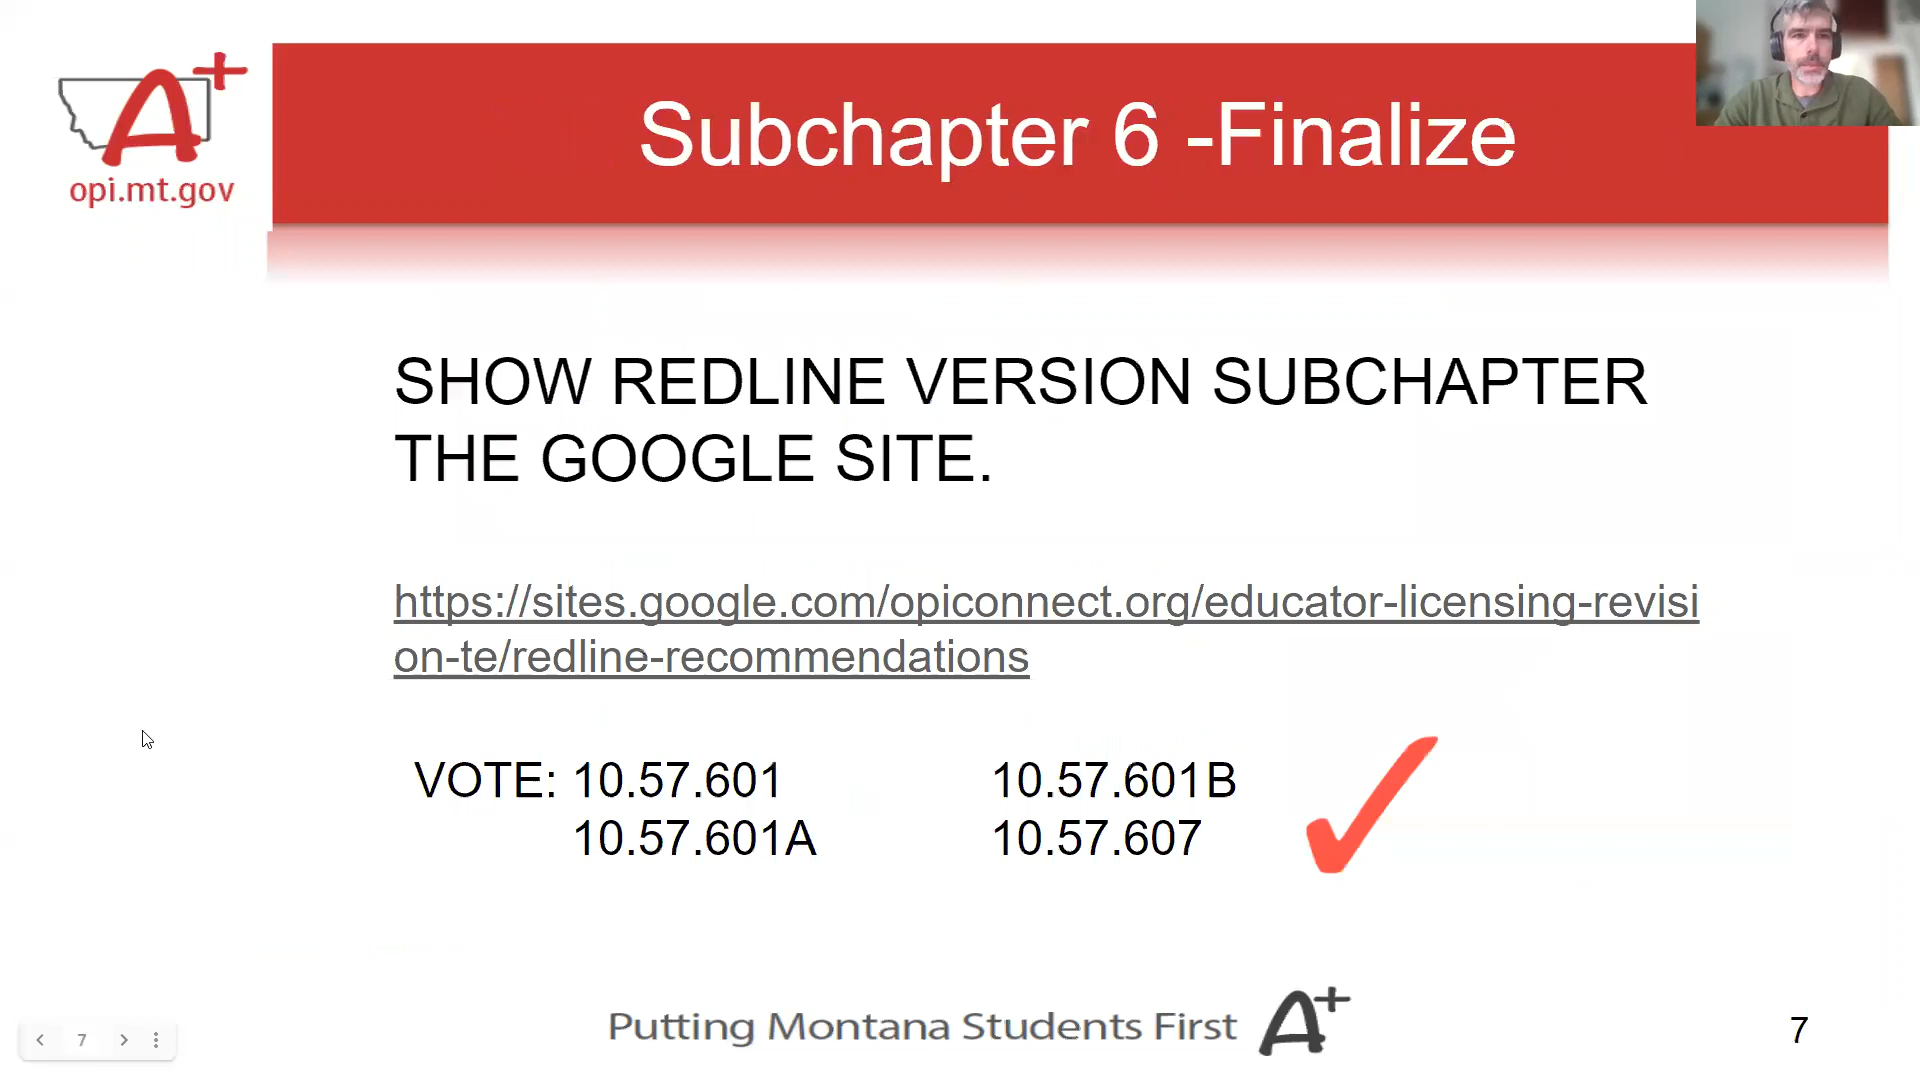 Subchapter 6 -Finalize
opi.mt.gov
SHOW REDLINE VERSION SUBCHAPTER
THE GOOGLE SITE.
https://sites.google.com/opiconnect.org/educator-licensing-revisi
on-te/redline-recommendations
VOTE: 10.57.601 10.57.601B
10.57.601A 10.57.607
Putting Montana Students First A+
7
7